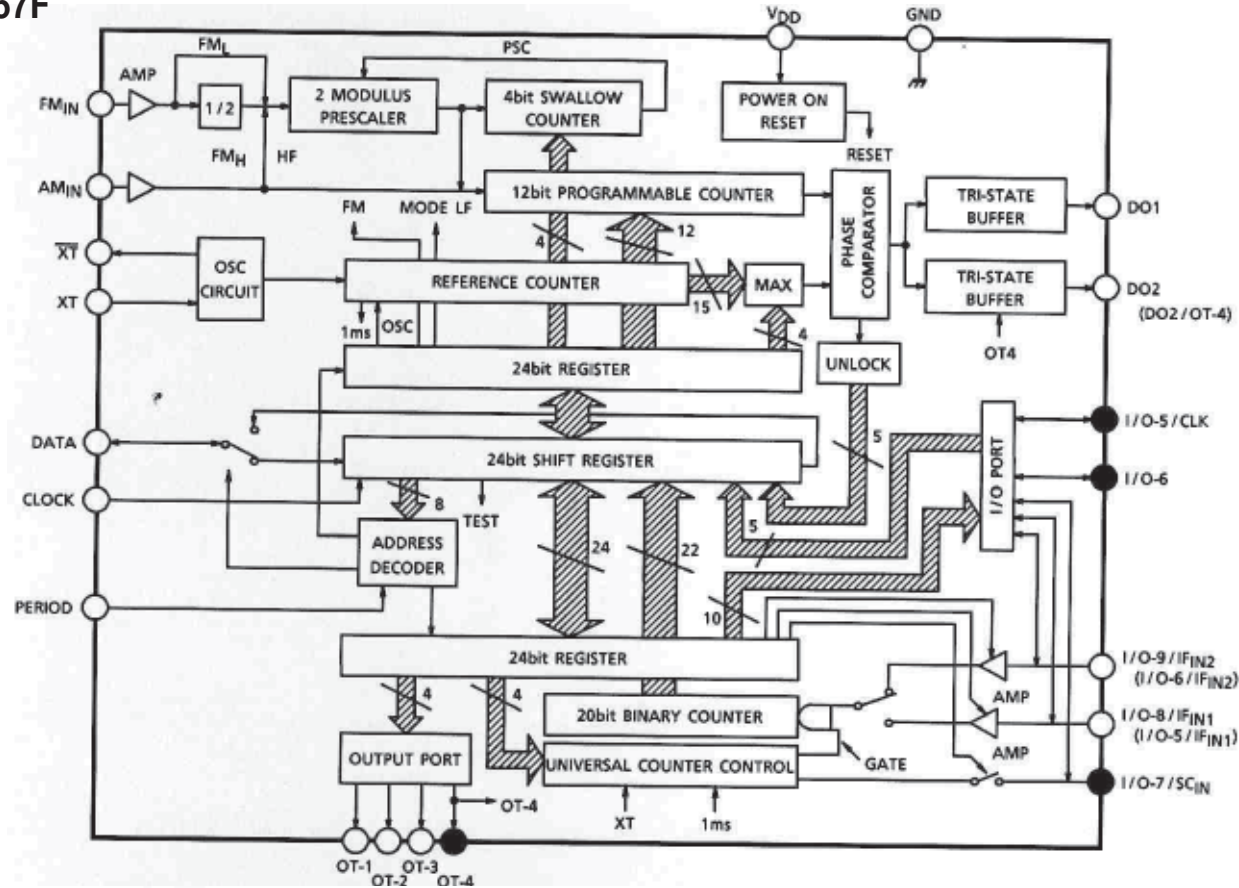 67F
VDD
GND
FML
PSC
AMP
FMIN
1/2
2 MODULUS
PRESCALER
4bit SWALLOW
COUNTER
POWER ON
RESET
FMH
HF
RESET
AMIN
12bit PROGRAMMABLE COUNTER
PHASE
COMPARATOR
TRI-STATE
BUFFER
DO1
FM
MODE
LF
4
12
XT
OSC
CIRCUIT
REFERENCE COUNTER
15
MAX
TRI-STATE
BUFFER
DO2
(DO2/OT-4)
XT
1ms
OSC
4
OT4
24bit REGISTER
UNLOCK
DATA
24bit SHIFT REGISTER
5
I/O PORT
I/O-5/CLK
I/O-6
CLOCK
8
TEST
ADDRESS
DECODER
24
22
5
PERIOD
10
24bit REGISTER
I/O-9/IFIN2
(I/O-6/IFIN2)
AMP
4
4
20bit BINARY COUNTER
I/O-8/IFIN1
(I/O-5/IFIN1)
OUTPUT PORT
UNIVERSAL COUNTER CONTROL
GATE
AMP
I/O-7/SCIN
OT-4
XT
1ms
OT-1
OT-2
OT-3
OT-4